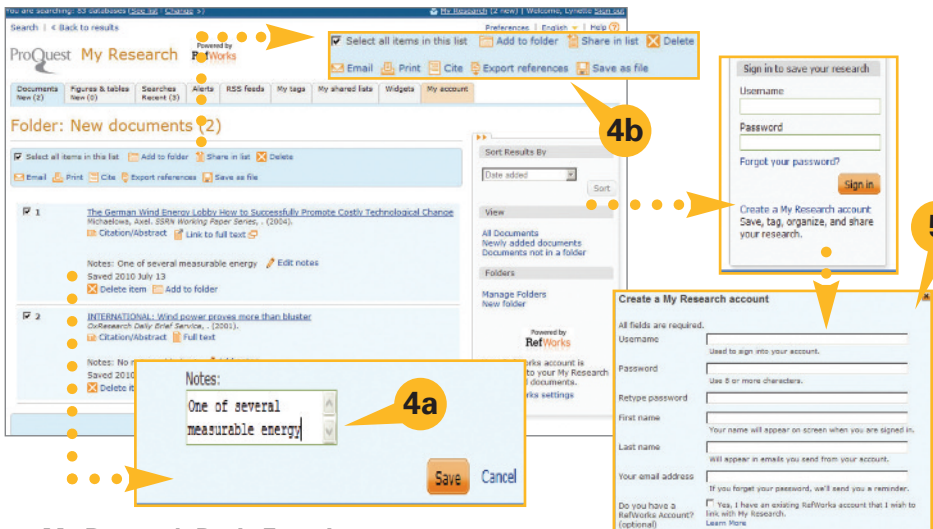 You are searching: 83 databases (See list | Change >)
My Research (2 new) | Welcome, Lynette Sign out
Search | < Back to results
Preferences | English | Help
ProQuest My Research Powered by RefWorks
Documents New (2)
Figures & tables New (0)
Searches Recent (3)
Alerts
RSS feeds
My tags
My shared lists
Widgets
My account
Folder: New documents (2)
Select all items in this list Add to folder Share in list Delete
Email Print Cite Export references Save as file
1 The German Wind Energy Lobby How to Successfully Promote Costly Technological Change
Michaelowa, Axel. SSRN Working Paper Series, . (2004).
Citation/Abstract Link to full text
Notes: One of several measurable energy Edit notes
Saved 2010 July 13
Delete item Add to folder
2 INTERNATIONAL: Wind power proves more than bluster
OxResearch Daily Brief Service, . (2001).
Citation/Abstract Full text
Notes: No
Saved 2010
Delete it
Sort Results By
Date added
Sort
View
All Documents
Newly added documents
Documents not in a folder
Folders
Manage Folders
New folder
Powered by
RefWorks
rks account is
to your My Research
documents.
rks settings
Select all items in this list Add to folder Share in list Delete
Email Print Cite Export references Save as file
4b
Notes:
One of several
measurable energy
4a
Save Cancel
Sign in to save your research
Username
Password
Forgot your password?
Sign in
Create a My Research account
Save, tag, organize, and share
your research.
5
Create a My Research account
All fields are required.
Username
Used to sign into your account.
Password
Use 8 or more characters.
Retype password
First name
Your name will appear on screen when you are signed in.
Last name
Will appear in emails you send from your account.
Your email address
If you forget your password, we'll send you a reminder.
Do you have a RefWorks Account? (optional)
Yes, I have an existing RefWorks account that I wish to
link with My Research.
Learn More